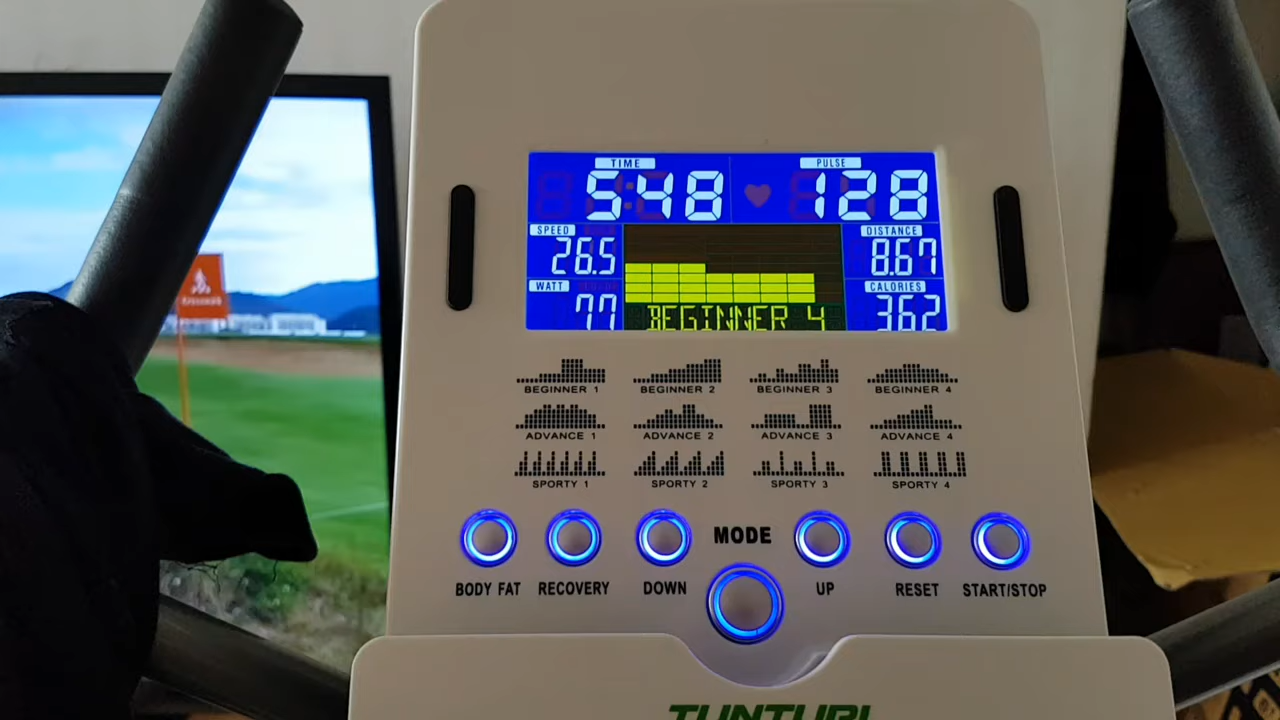 TIME PULSE
5:48 128
SPEED DISTANCE
26.5 8.67
WATT CALORIES
77 BEGINNER 4 362
BEGINNER 1 BEGINNER 2 BEGINNER 3 BEGINNER 4
ADVANCE 1 ADVANCE 2 ADVANCE 3 ADVANCE 4
SPORTY 1 SPORTY 2 SPORTY 3 SPORTY 4
MODE
BODY FAT RECOVERY DOWN UP RESET START/STOP
TUNTURI